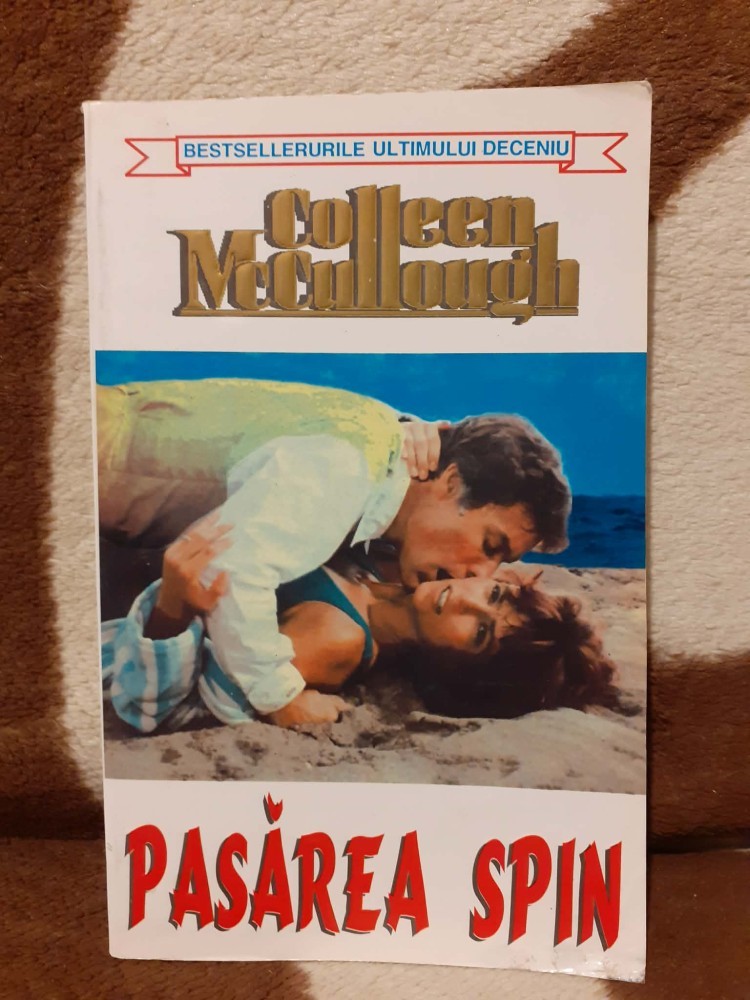 BESTSELLERURILE ULTIMULUI DECENIU
Colleen
McCullough
PASĂREA SPIN